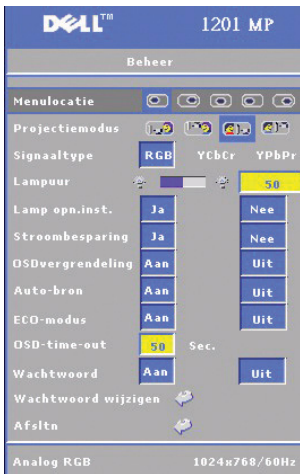 DELL™ 1201 MP
Beheer
Menulocatie
Projectiemodus
Signaaltype RGB YCbCr YPbPr
Lampuur 50
Lamp opn.inst. Ja Nee
Stroombesparing Ja Nee
OSDvergrendeling Aan Uit
Auto-bron Aan Uit
ECO-modus Aan Uit
OSD-time-out 50 Sec.
Wachtwoord Aan Uit
Wachtwoord wijzigen
Afsltn
Analog RGB 1024x768/60Hz